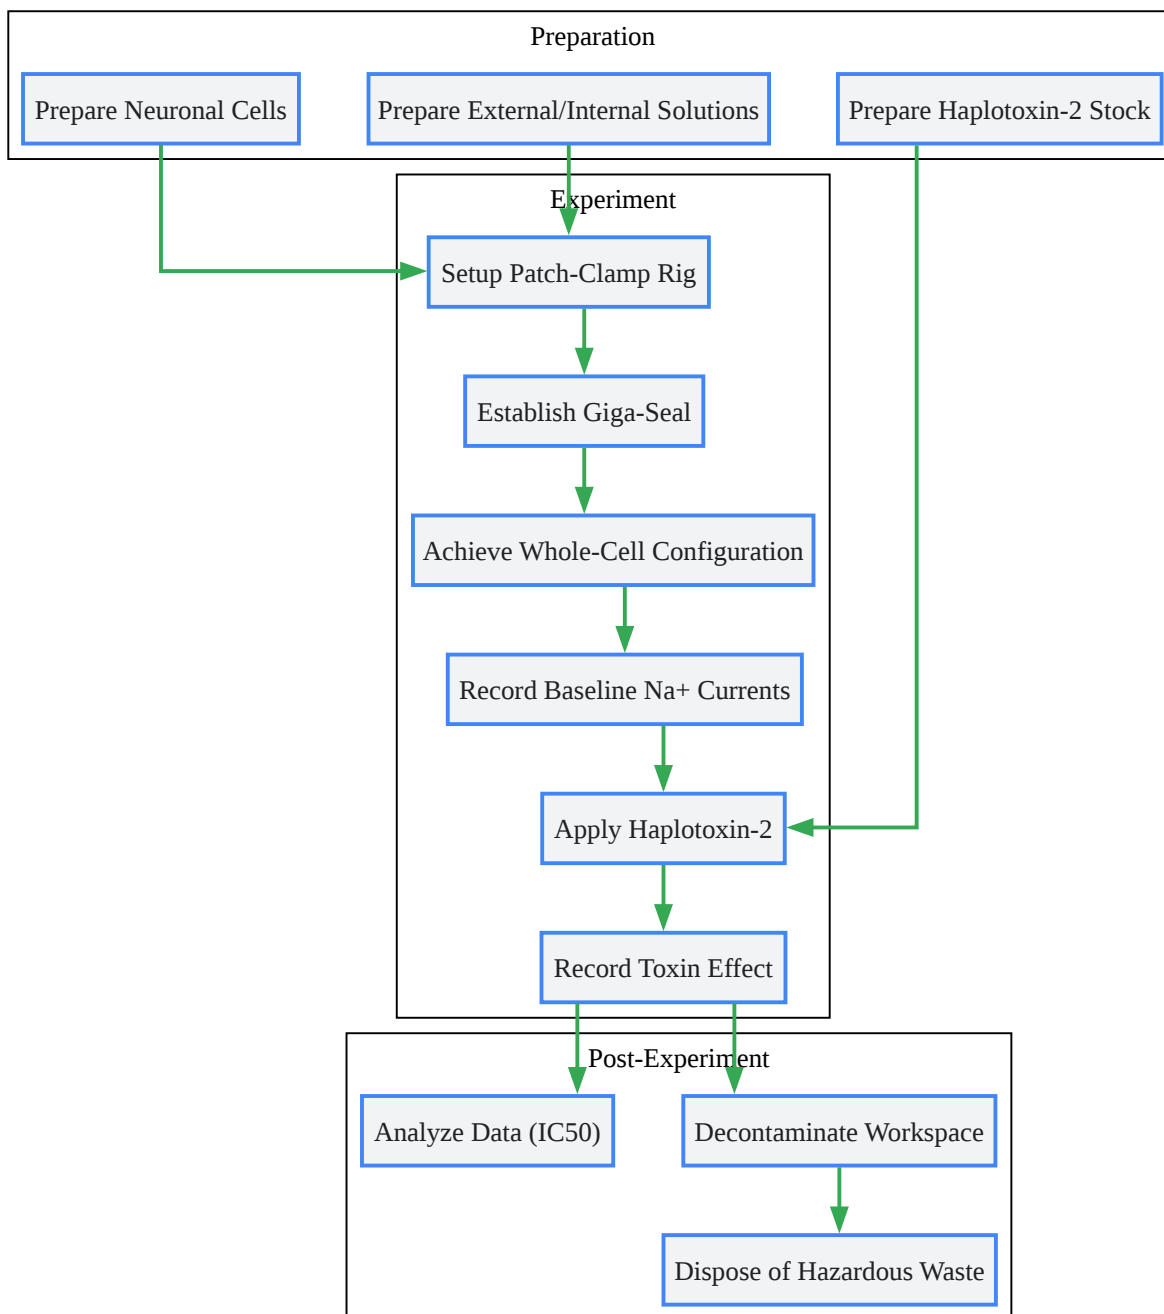 Preparation
Prepare Neuronal Cells
Prepare External/Internal Solutions
Prepare Haplotoxin-2 Stock
Experiment
Setup Patch-Clamp Rig
Establish Giga-Seal
Achieve Whole-Cell Configuration
Record Baseline Na+ Currents
Apply Haplotoxin-2
Record Toxin Effect
Post-Experiment
Analyze Data (IC50)
Decontaminate Workspace
Dispose of Hazardous Waste